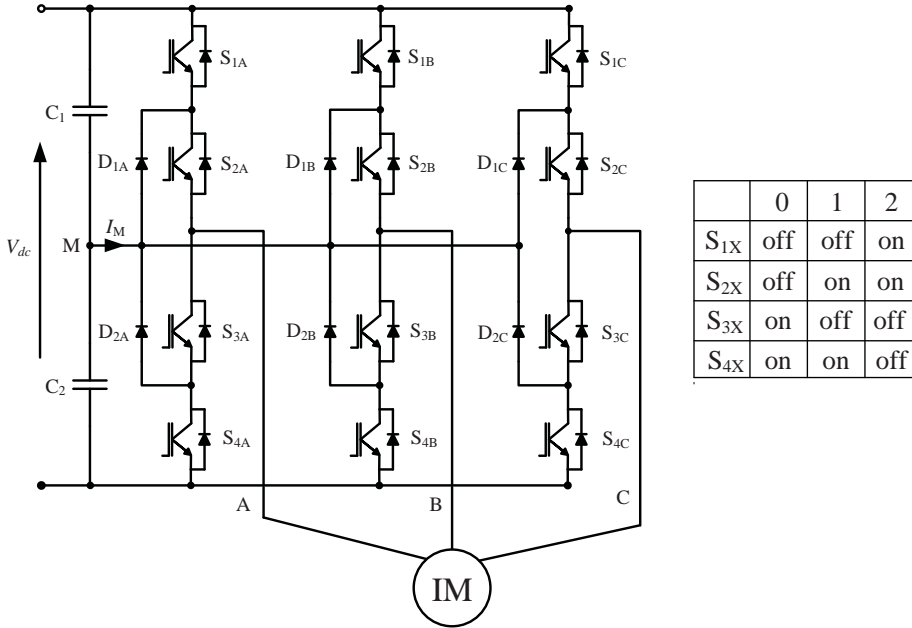 S1A S1B S1C
C1
D1A S2A D1B S2B D1C S2C
Vdc M IM
D2A S3A D2B S3B D2C S3C
C2
S4A S4B S4C
A B C
IM
0 1 2
S1X off off on
S2X off on on
S3X on off off
S4X on on off